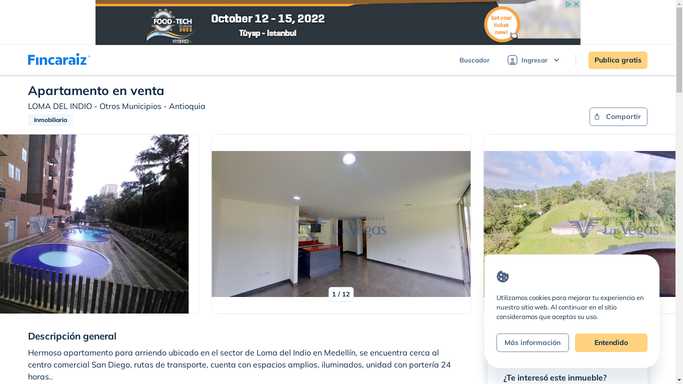 FOOD-TECH
October 12 - 15, 2022
Tüyap - Istanbul
Get your
ticket
now!
Fincaraiz
Buscador
Ingresar
Publica gratis
Apartamento en venta
LOMA DEL INDIO - Otros Municipios - Antioquia
Inmobiliaria
Compartir
La Vegas
La Vegas
1 / 12
Utilizamos cookies para mejorar tu experiencia en
nuestro sitio web. Al continuar en el sitio
consideramos que aceptas su uso.
Más información
Entendido
Descripción general
Hermoso apartamento para arriendo ubicado en el sector de Loma del Indio en Medellín, se encuentra cerca al
centro comercial San Diego, rutas de transporte, cuenta con espacios amplios, iluminados, unidad con portería 24
horas..
¿Te interesó este inmueble?